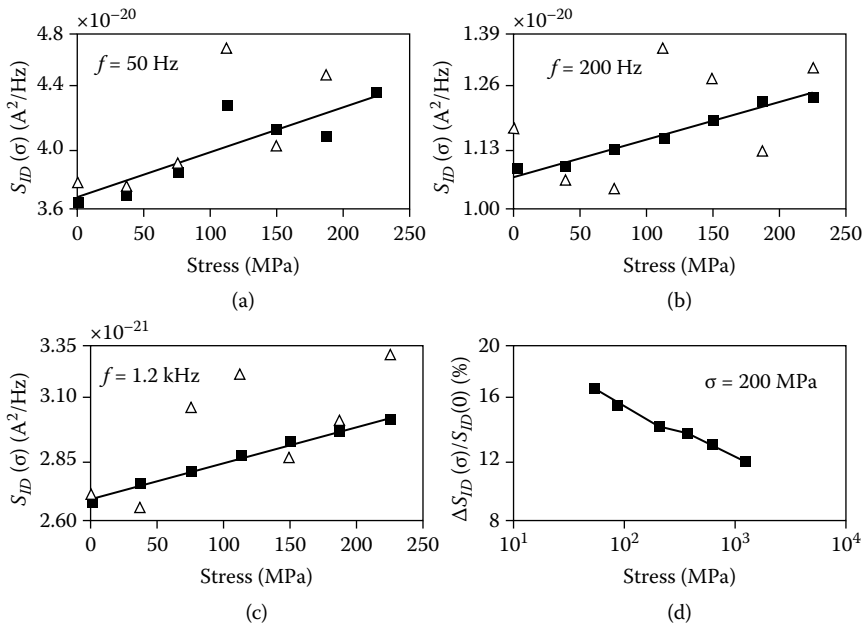 ×10⁻²⁰
S_ID (σ) (A²/Hz)
4.8
4.4
4.0
3.6
f = 50 Hz
0 50 100 150 200 250
Stress (MPa)
(a)
×10⁻²⁰
S_ID (σ) (A²/Hz)
1.39
1.26
1.13
1.00
f = 200 Hz
0 50 100 150 200 250
Stress (MPa)
(b)
×10⁻²¹
S_ID (σ) (A²/Hz)
3.35
3.10
2.85
2.60
f = 1.2 kHz
0 50 100 150 200 250
Stress (MPa)
(c)
ΔS_ID (σ)/S_ID(0) (%)
20
16
12
8
σ = 200 MPa
10¹ 10² 10³ 10⁴
Stress (MPa)
(d)